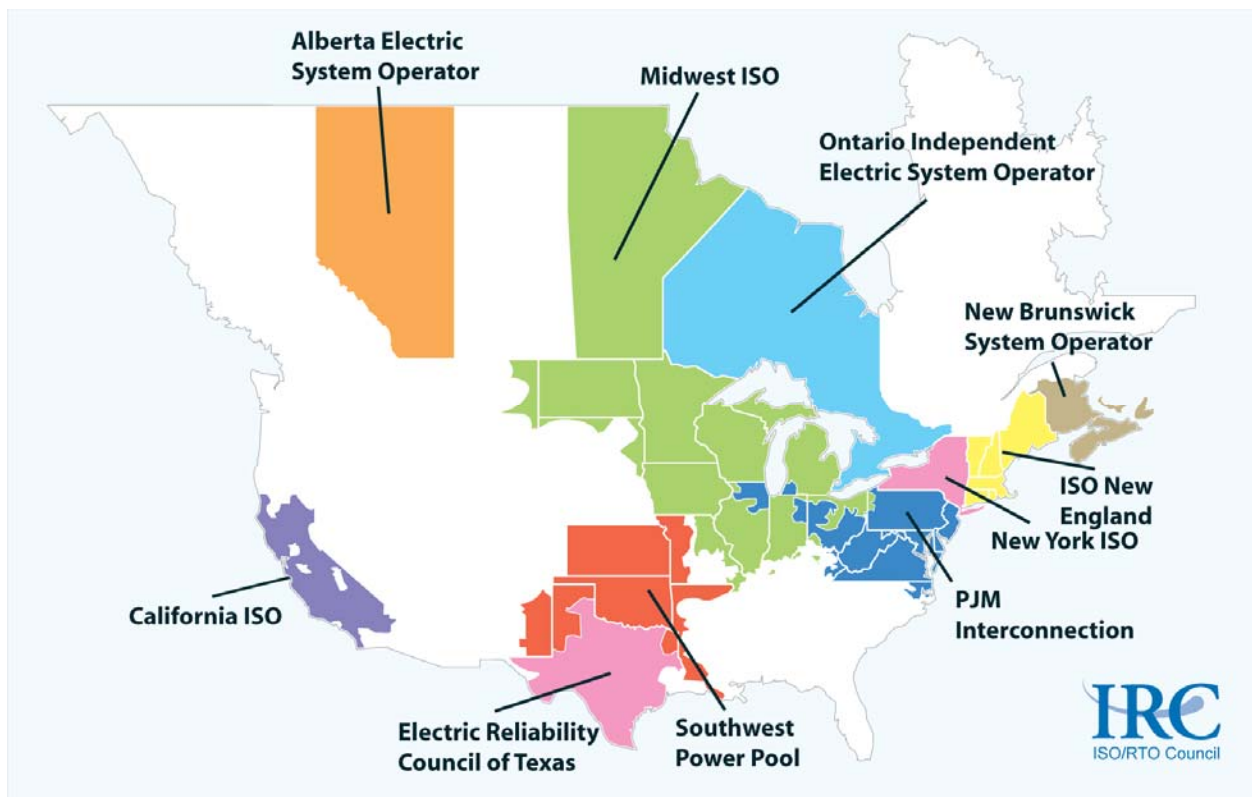 Alberta Electric
System Operator
Midwest ISO
Ontario Independent
Electric System Operator
New Brunswick
System Operator
ISO New
England
New York ISO
PJM
Interconnection
California ISO
Electric Reliability
Council of Texas
Southwest
Power Pool
IRC
ISO/RTO Council